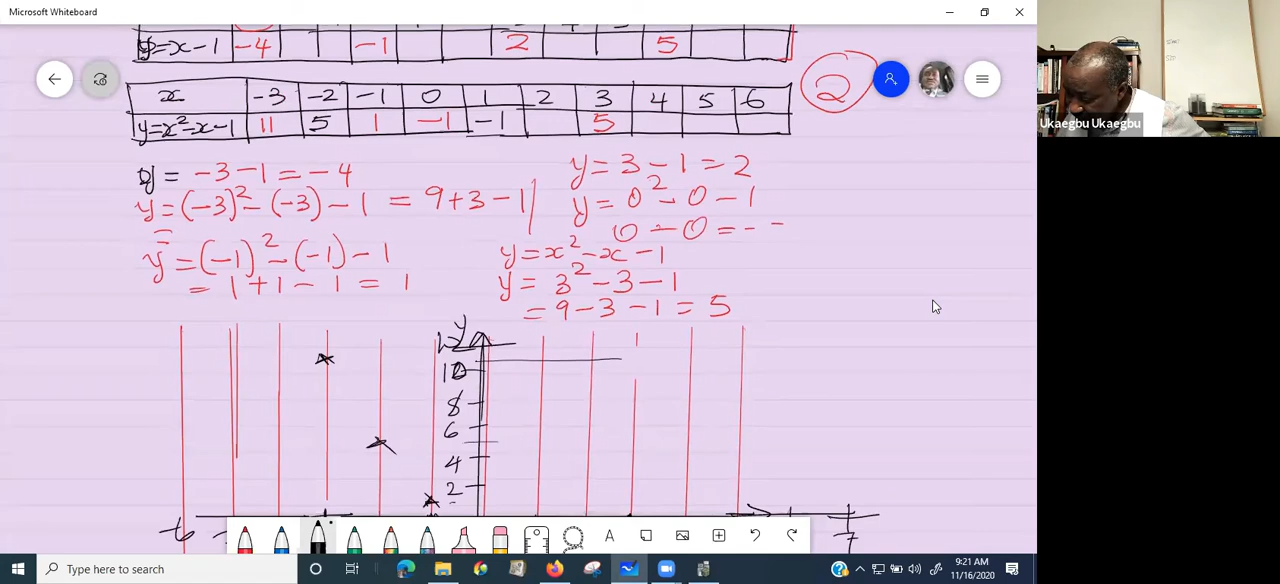 Microsoft Whiteboard
y=x-1 -4 -1 2 5
x -3 -2 -1 0 1 2 3 4 5 6
y=x²-x-1 11 5 1 -1 -1 5
2
Ukaegbu Ukaegbu
y = -3-1=-4
y=(-3)²-(-3)-1 = 9+3-1
y=(-1)²-(-1)-1
= 1+1-1= 1
y=3-1=2
y=0²-0-1
y=x²-x-1
y= 3²-3-1
=9-3-1=5
y
10
8
6
4
2
-6
7
Type here to search
9:21 AM
11/16/2020